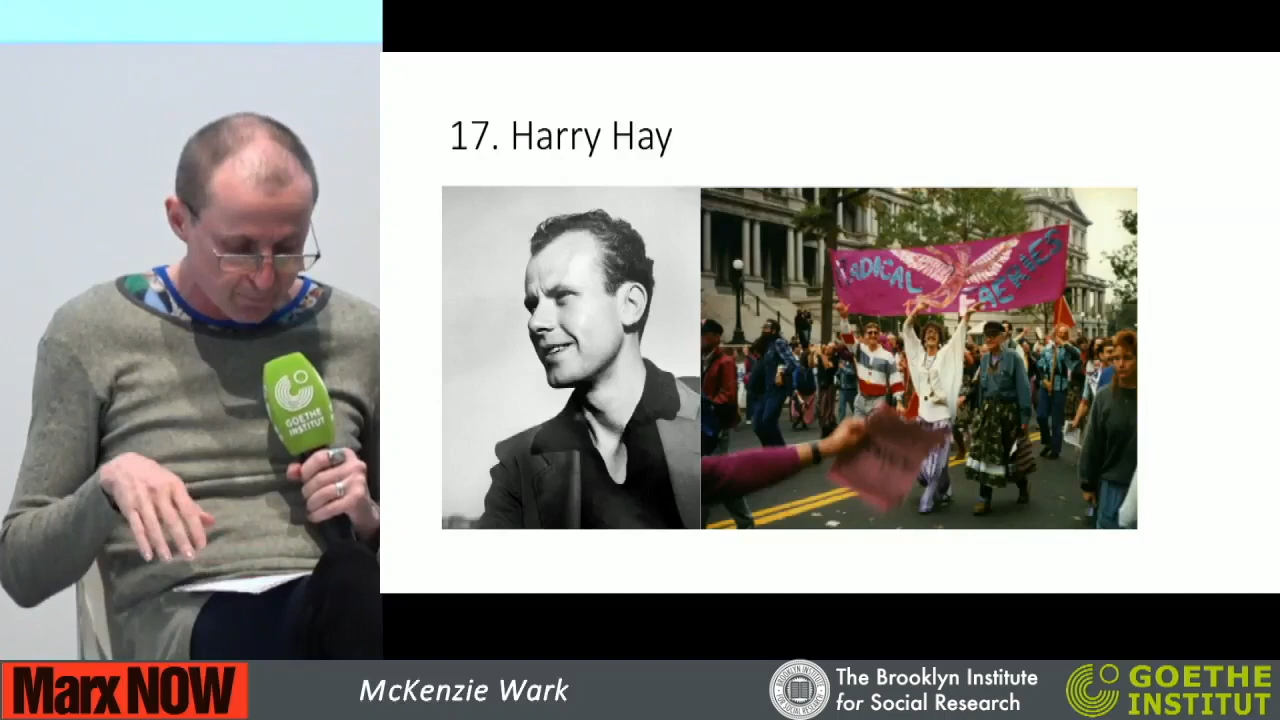 17. Harry Hay
RADICAL
FAERIES
GOETHE
INSTITUT
Marx NOW
McKenzie Wark
The Brooklyn Institute
for Social Research
GOETHE
INSTITUT